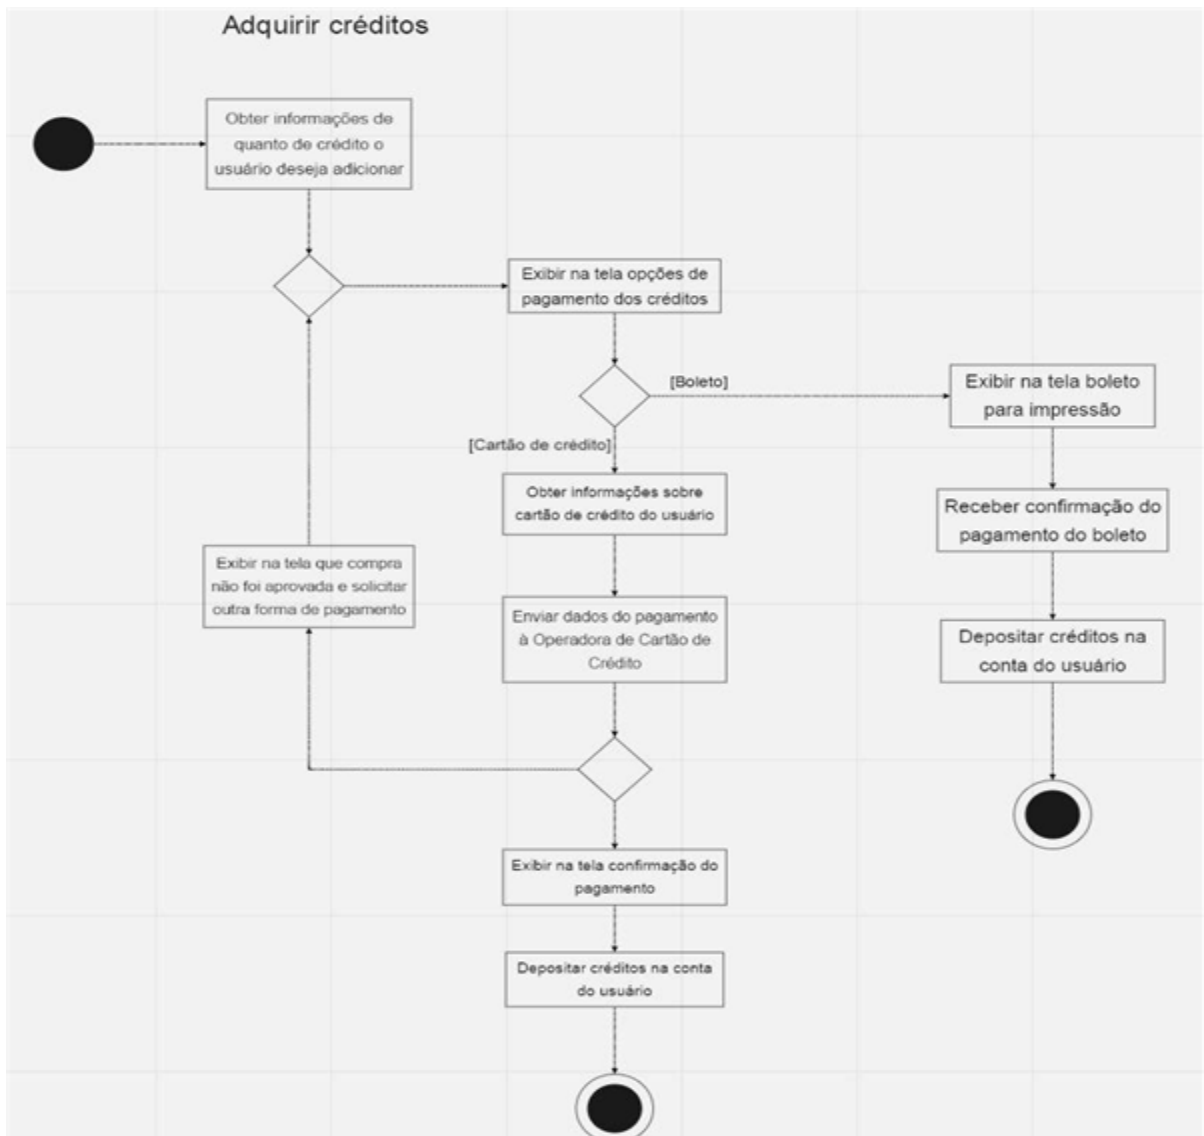 Adquirir créditos
Obter informações de
quanto de crédito o
usuário deseja adicionar
Exibir na tela opções de
pagamento dos créditos
[Boleto]
Exibir na tela boleto
para impressão
[Cartão de crédito]
Obter informações sobre
cartão de crédito do usuário
Receber confirmação do
pagamento do boleto
Exibir na tela que compra
não foi aprovada e solicitar
outra forma de pagamento
Enviar dados do pagamento
à Operadora de Cartão de
Crédito
Depositar créditos na
conta do usuário
Exibir na tela confirmação do
pagamento
Depositar créditos na conta
do usuário